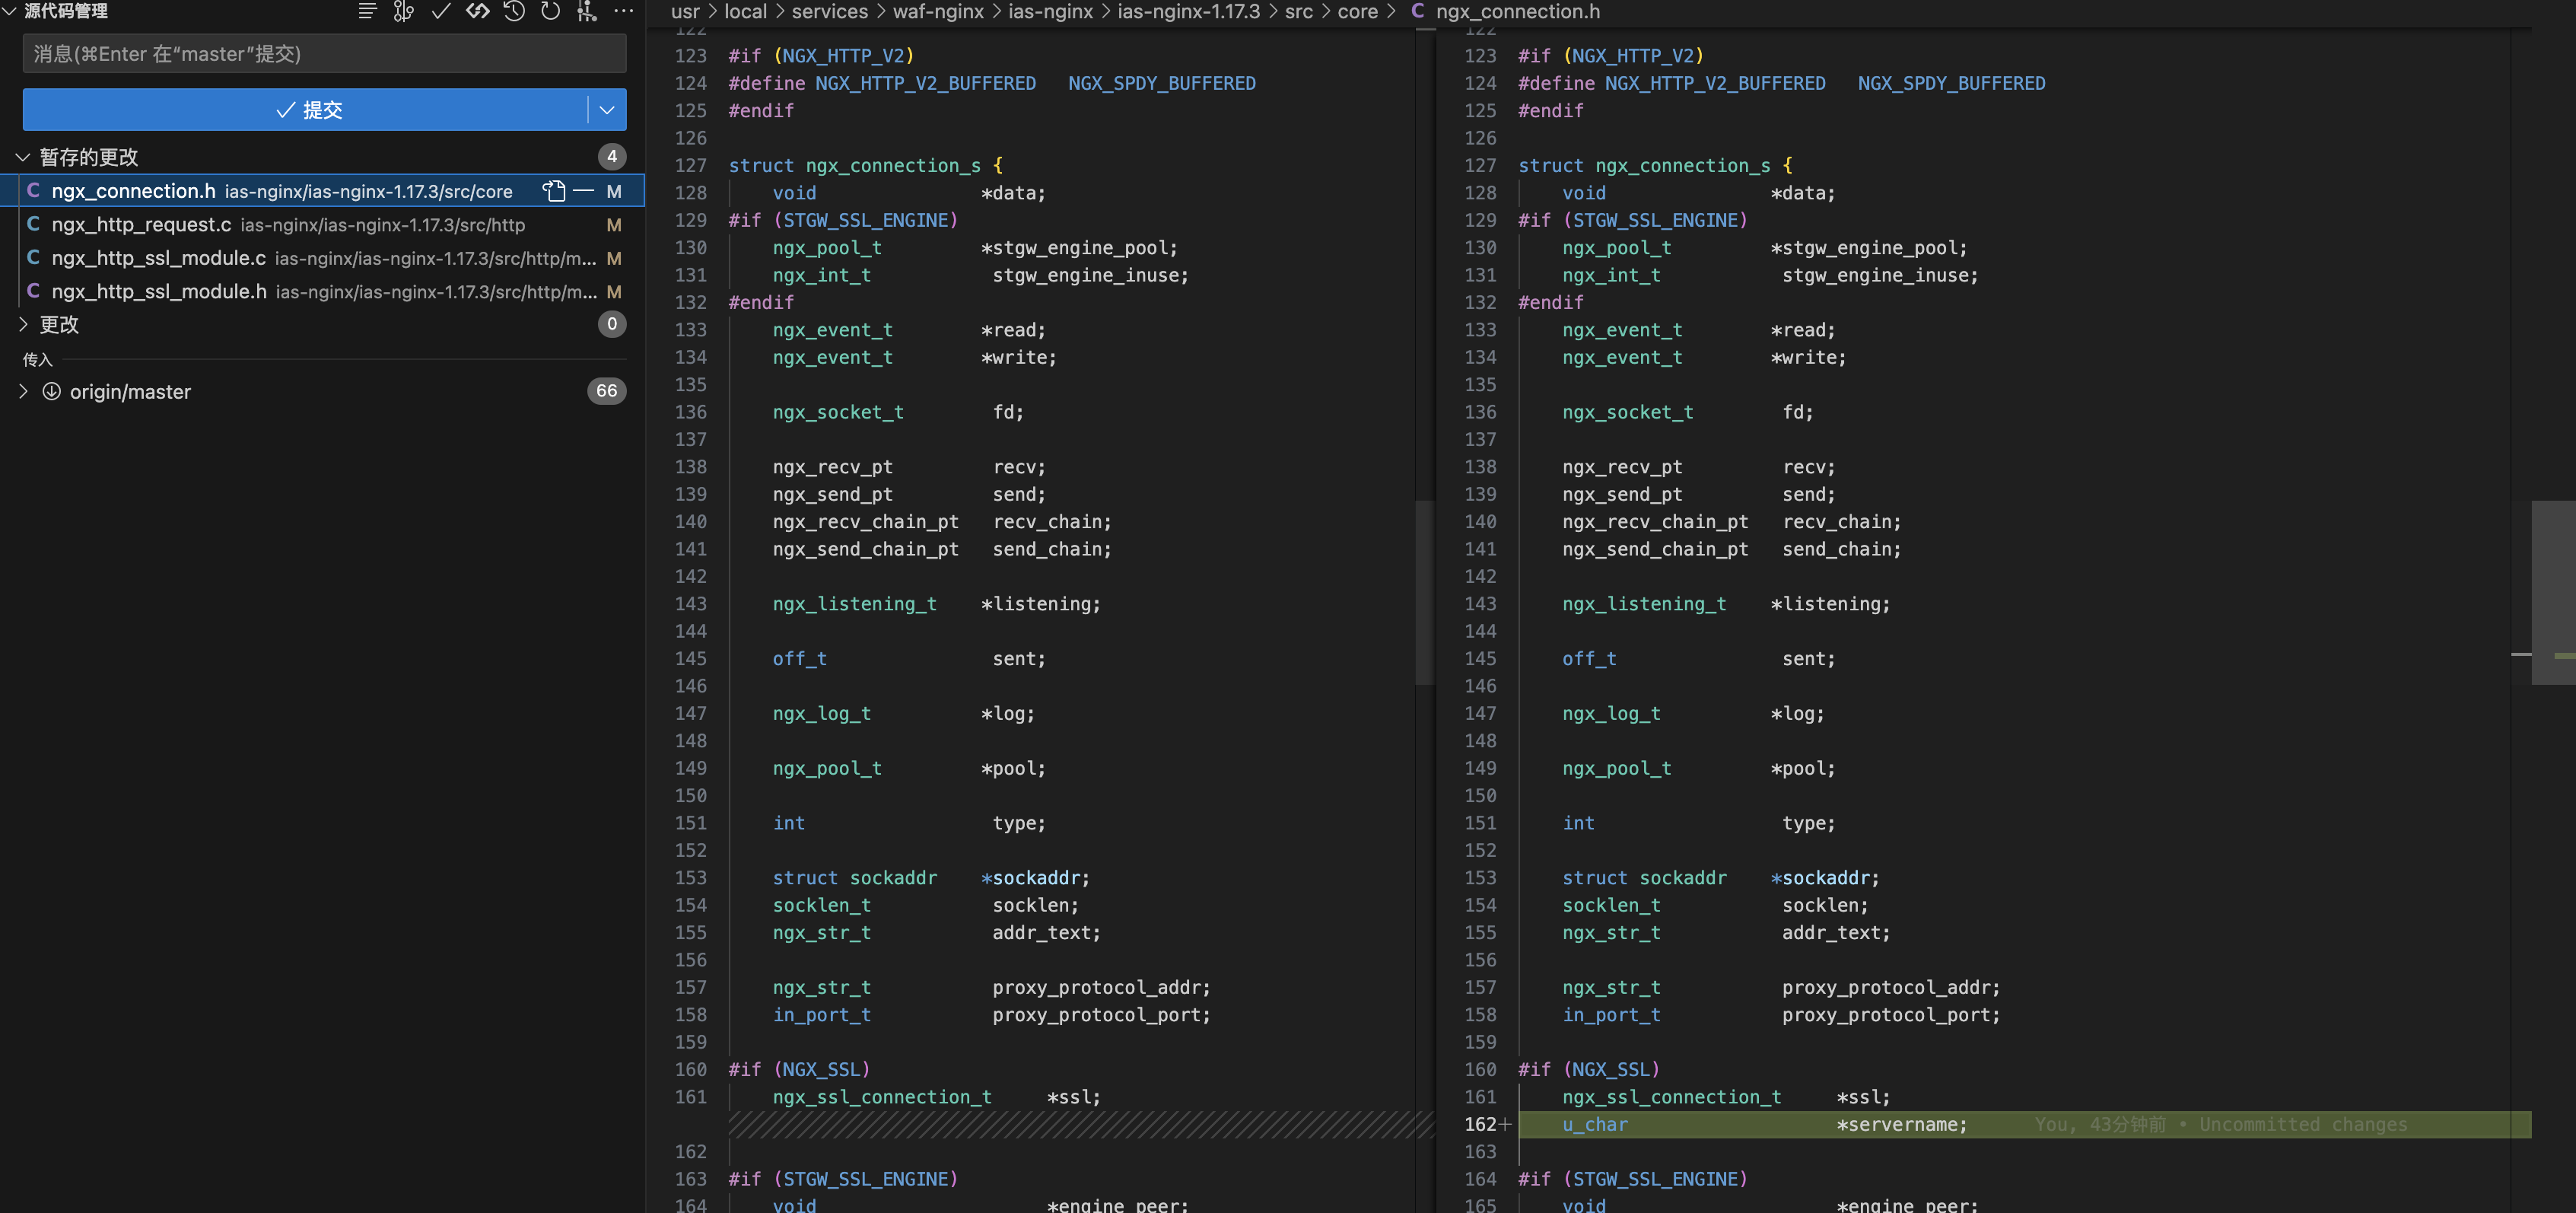 源代码管理
消息(⌘Enter 在“master”提交)
提交
暂存的更改 4
C ngx_connection.h ias-nginx/ias-nginx-1.17.3/src/core M
C ngx_http_request.c ias-nginx/ias-nginx-1.17.3/src/http M
C ngx_http_ssl_module.c ias-nginx/ias-nginx-1.17.3/src/http/m... M
C ngx_http_ssl_module.h ias-nginx/ias-nginx-1.17.3/src/http/m... M
更改 0
传入
origin/master 66
usr > local > services > waf-nginx > ias-nginx > ias-nginx-1.17.3 > src > core > C ngx_connection.h
122
123 #if (NGX_HTTP_V2)
124 #define NGX_HTTP_V2_BUFFERED NGX_SPDY_BUFFERED
125 #endif
126
127 struct ngx_connection_s {
128 void *data;
129 #if (STGW_SSL_ENGINE)
130 ngx_pool_t *stgw_engine_pool;
131 ngx_int_t stgw_engine_inuse;
132 #endif
133 ngx_event_t *read;
134 ngx_event_t *write;
135
136 ngx_socket_t fd;
137
138 ngx_recv_pt recv;
139 ngx_send_pt send;
140 ngx_recv_chain_pt recv_chain;
141 ngx_send_chain_pt send_chain;
142
143 ngx_listening_t *listening;
144
145 off_t sent;
146
147 ngx_log_t *log;
148
149 ngx_pool_t *pool;
150
151 int type;
152
153 struct sockaddr *sockaddr;
154 socklen_t socklen;
155 ngx_str_t addr_text;
156
157 ngx_str_t proxy_protocol_addr;
158 in_port_t proxy_protocol_port;
159
160 #if (NGX_SSL)
161 ngx_ssl_connection_t *ssl;
162
163 #if (STGW_SSL_ENGINE)
164 void *engine_peer;
122
123 #if (NGX_HTTP_V2)
124 #define NGX_HTTP_V2_BUFFERED NGX_SPDY_BUFFERED
125 #endif
126
127 struct ngx_connection_s {
128 void *data;
129 #if (STGW_SSL_ENGINE)
130 ngx_pool_t *stgw_engine_pool;
131 ngx_int_t stgw_engine_inuse;
132 #endif
133 ngx_event_t *read;
134 ngx_event_t *write;
135
136 ngx_socket_t fd;
137
138 ngx_recv_pt recv;
139 ngx_send_pt send;
140 ngx_recv_chain_pt recv_chain;
141 ngx_send_chain_pt send_chain;
142
143 ngx_listening_t *listening;
144
145 off_t sent;
146
147 ngx_log_t *log;
148
149 ngx_pool_t *pool;
150
151 int type;
152
153 struct sockaddr *sockaddr;
154 socklen_t socklen;
155 ngx_str_t addr_text;
156
157 ngx_str_t proxy_protocol_addr;
158 in_port_t proxy_protocol_port;
159
160 #if (NGX_SSL)
161 ngx_ssl_connection_t *ssl;
162+ u_char *servername; You, 43分钟前 • Uncommitted changes
163
164 #if (STGW_SSL_ENGINE)
165 void *engine_peer;